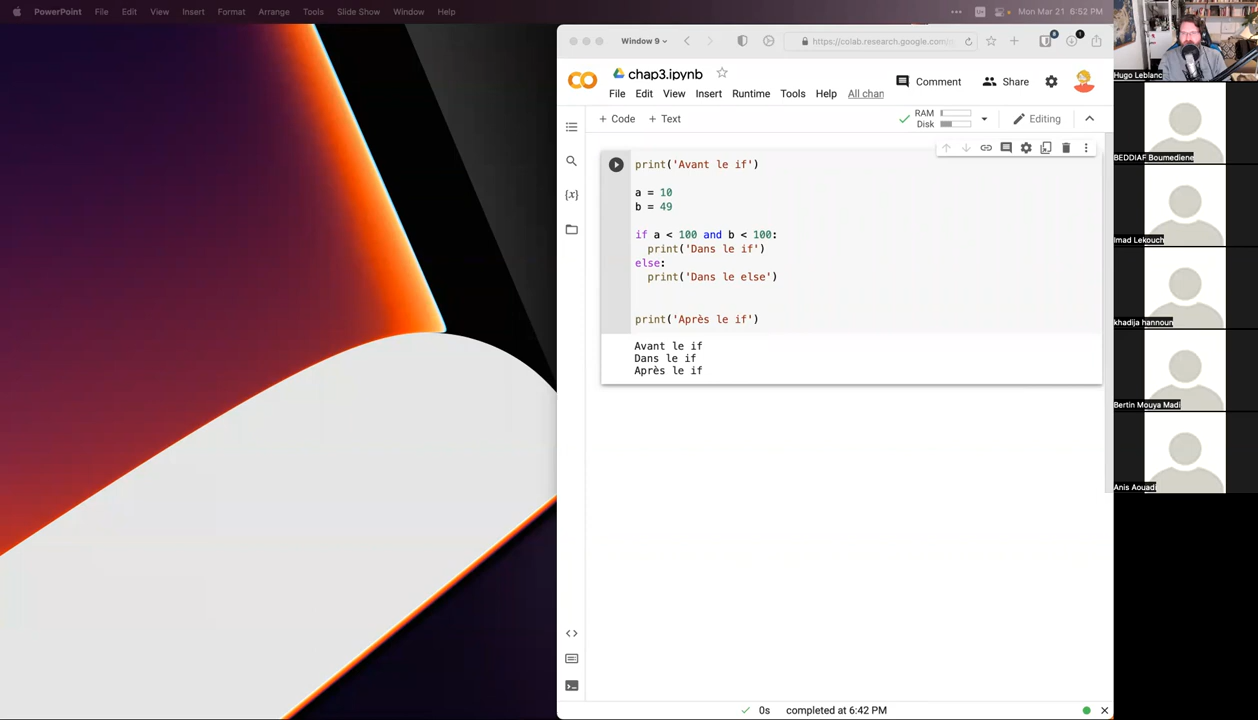 PowerPoint File Edit View Insert Format Arrange Tools Slide Show Window Help Mon Mar 21 6:52 PM
Window 9 https://colab.research.google.com/
chap3.ipynb
Comment Share
File Edit View Insert Runtime Tools Help All chan
+ Code + Text
RAM
Disk
Editing
print('Avant le if')
a = 10
b = 49
if a < 100 and b < 100:
print('Dans le if')
else:
print('Dans le else')
print('Après le if')
Avant le if
Dans le if
Après le if
0s completed at 6:42 PM
Hugo Leblanc
BEDDIAF Boumediene
Imad Lekouch
khadija hannoun
Bertin Mouya Madi
Anis Aouadi